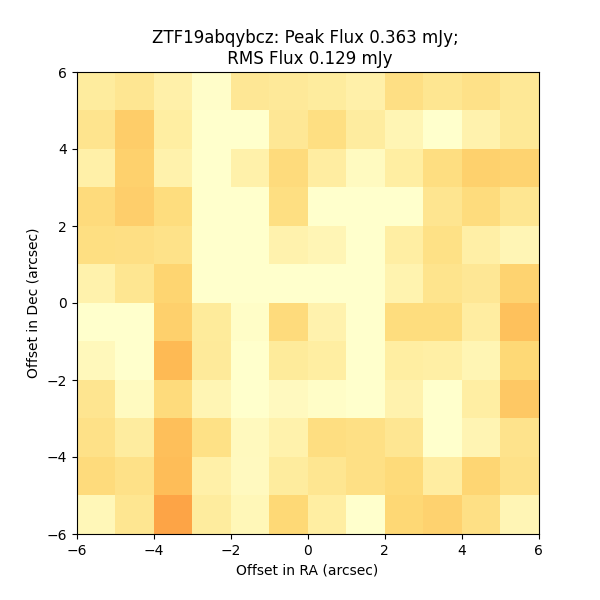 ZTF19abqybcz: Peak Flux 0.363 mJy;
RMS Flux 0.129 mJy
6
4
2
0
−2
−4
−6
Offset in Dec (arcsec)
−6 −4 −2 0 2 4 6
Offset in RA (arcsec)